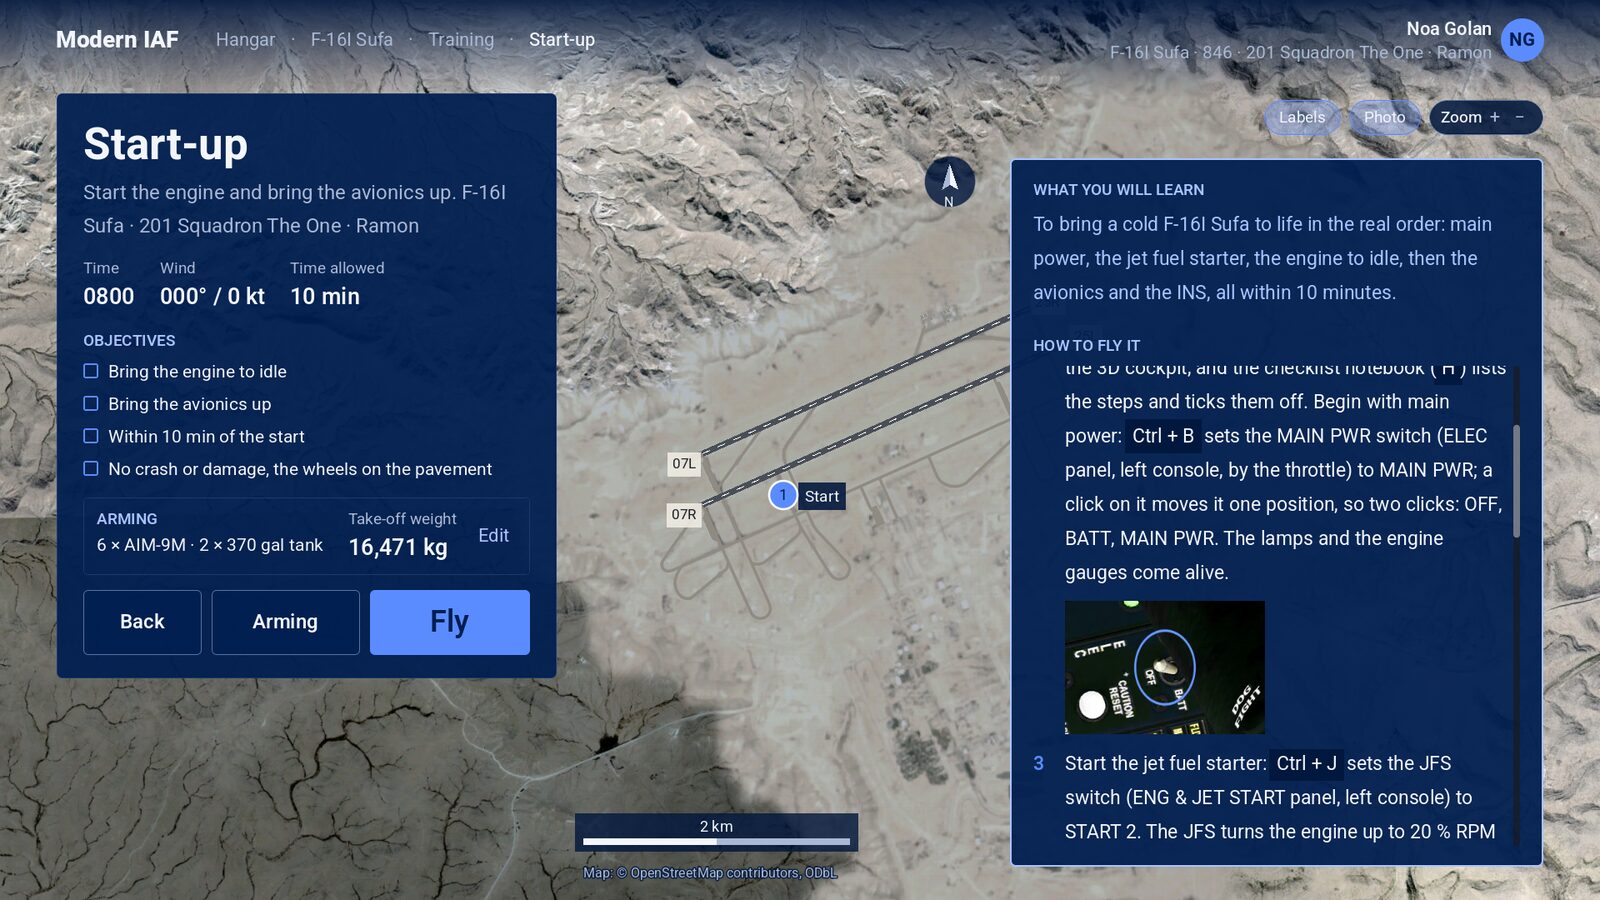 Modern IAF
Hangar · F-16I Sufa · Training · Start-up
Noa Golan
F-16I Sufa · 846 · 201 Squadron The One · Ramon
NG
Start-up
Start the engine and bring the avionics up. F-16I
Sufa · 201 Squadron The One · Ramon
Time Wind Time allowed
0800 000° / 0 kt 10 min
OBJECTIVES
Bring the engine to idle
Bring the avionics up
Within 10 min of the start
No crash or damage, the wheels on the pavement
ARMING
6 × AIM-9M · 2 × 370 gal tank
Take-off weight
16,471 kg
Edit
Back
Arming
Fly
Labels
Photo
Zoom + −
N
07L
07R
1 Start
2 km
Map: © OpenStreetMap contributors, ODbL
WHAT YOU WILL LEARN
To bring a cold F-16I Sufa to life in the real order: main
power, the jet fuel starter, the engine to idle, then the
avionics and the INS, all within 10 minutes.
HOW TO FLY IT
the 3D cockpit, and the checklist notebook ( H ) lists
the steps and ticks them off. Begin with main
power: Ctrl + B sets the MAIN PWR switch (ELEC
panel, left console, by the throttle) to MAIN PWR; a
click on it moves it one position, so two clicks: OFF,
BATT, MAIN PWR. The lamps and the engine
gauges come alive.
ELEC
OFF
BATT
CAUTION
RESET
DOG
FIGHT
3 Start the jet fuel starter: Ctrl + J sets the JFS
switch (ENG & JET START panel, left console) to
START 2. The JFS turns the engine up to 20 % RPM